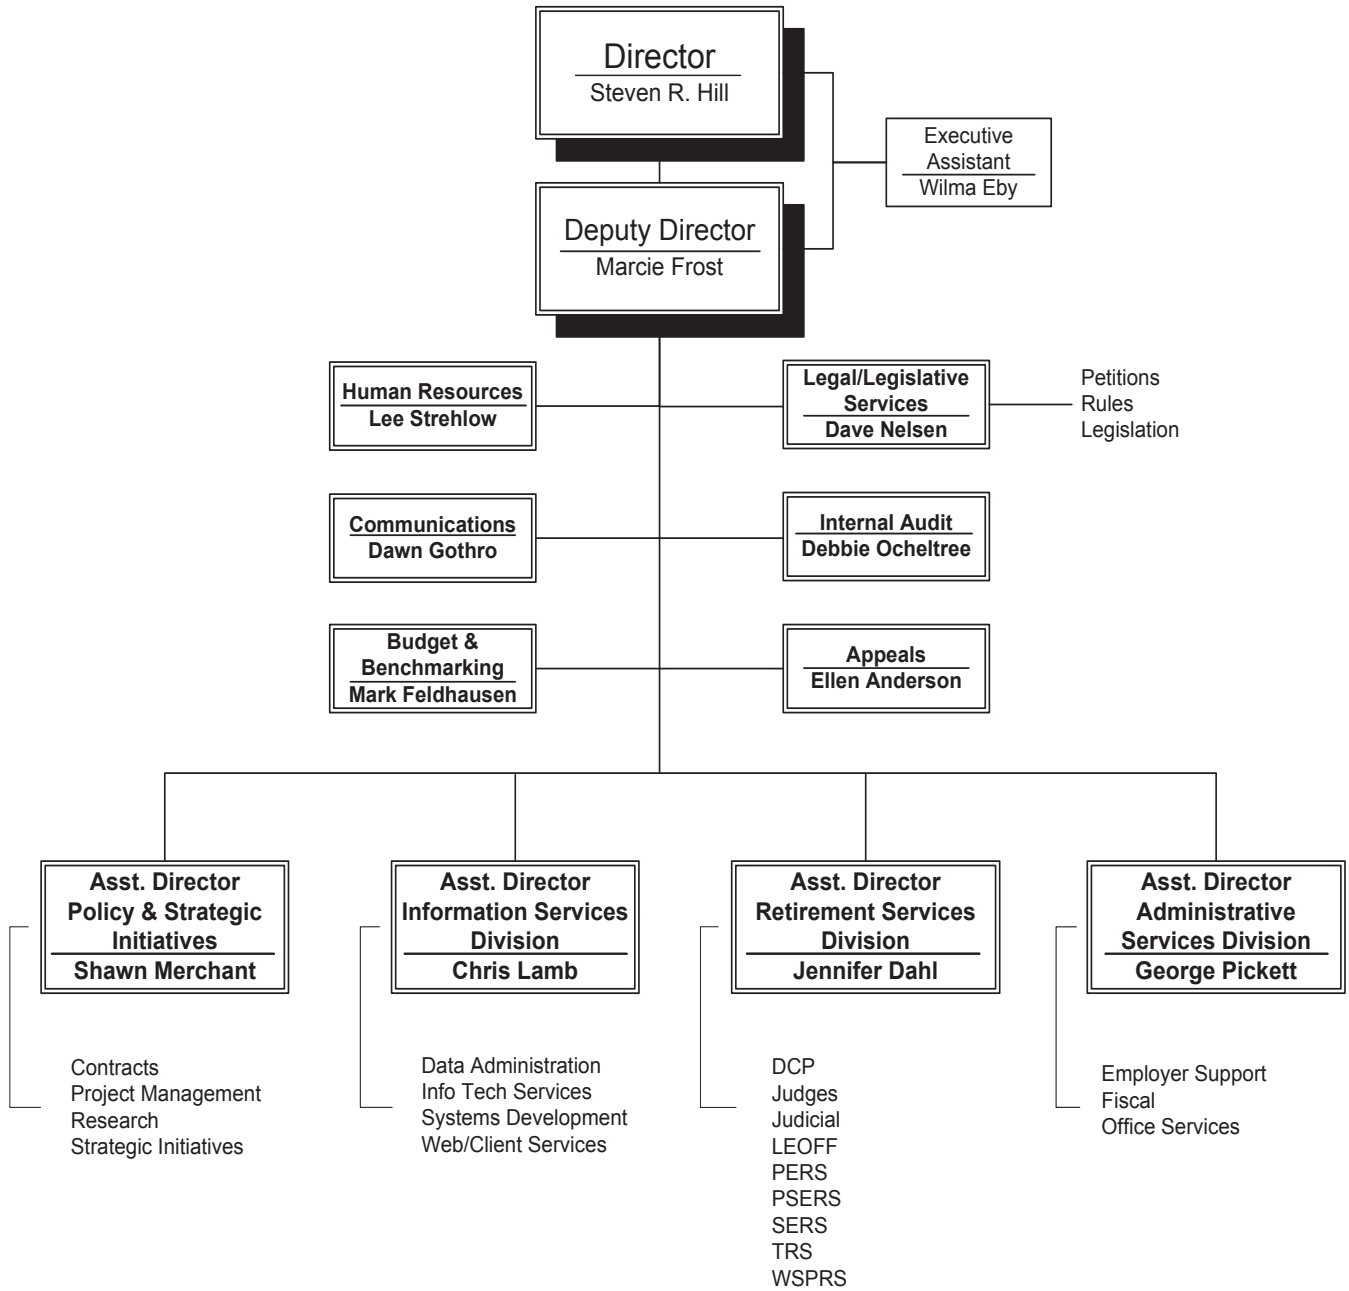 Director
Steven R. Hill
Executive
Assistant
Wilma Eby
Deputy Director
Marcie Frost
Human Resources
Lee Strehlow
Legal/Legislative
Services
Dave Nelsen
Petitions
Rules
Legislation
Communications
Dawn Gothro
Internal Audit
Debbie Ocheltree
Budget &
Benchmarking
Mark Feldhausen
Appeals
Ellen Anderson
Asst. Director
Policy & Strategic
Initiatives
Shawn Merchant
Contracts
Project Management
Research
Strategic Initiatives
Asst. Director
Information Services
Division
Chris Lamb
Data Administration
Info Tech Services
Systems Development
Web/Client Services
Asst. Director
Retirement Services
Division
Jennifer Dahl
DCP
Judges
Judicial
LEOFF
PERS
PSERS
SERS
TRS
WSPRS
Asst. Director
Administrative
Services Division
George Pickett
Employer Support
Fiscal
Office Services